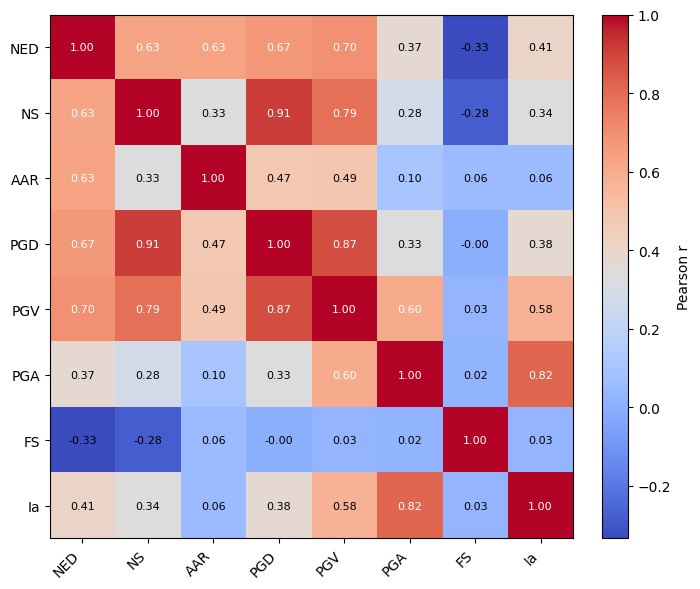 NED 1.00 0.63 0.63 0.67 0.70 0.37 -0.33 0.41
NS 0.63 1.00 0.33 0.91 0.79 0.28 -0.28 0.34
AAR 0.63 0.33 1.00 0.47 0.49 0.10 0.06 0.06
PGD 0.67 0.91 0.47 1.00 0.87 0.33 -0.00 0.38
PGV 0.70 0.79 0.49 0.87 1.00 0.60 0.03 0.58
PGA 0.37 0.28 0.10 0.33 0.60 1.00 0.02 0.82
FS -0.33 -0.28 0.06 -0.00 0.03 0.02 1.00 0.03
Ia 0.41 0.34 0.06 0.38 0.58 0.82 0.03 1.00
NED NS AAR PGD PGV PGA FS Ia
1.0
0.8
0.6
0.4
0.2
0.0
−0.2
Pearson r